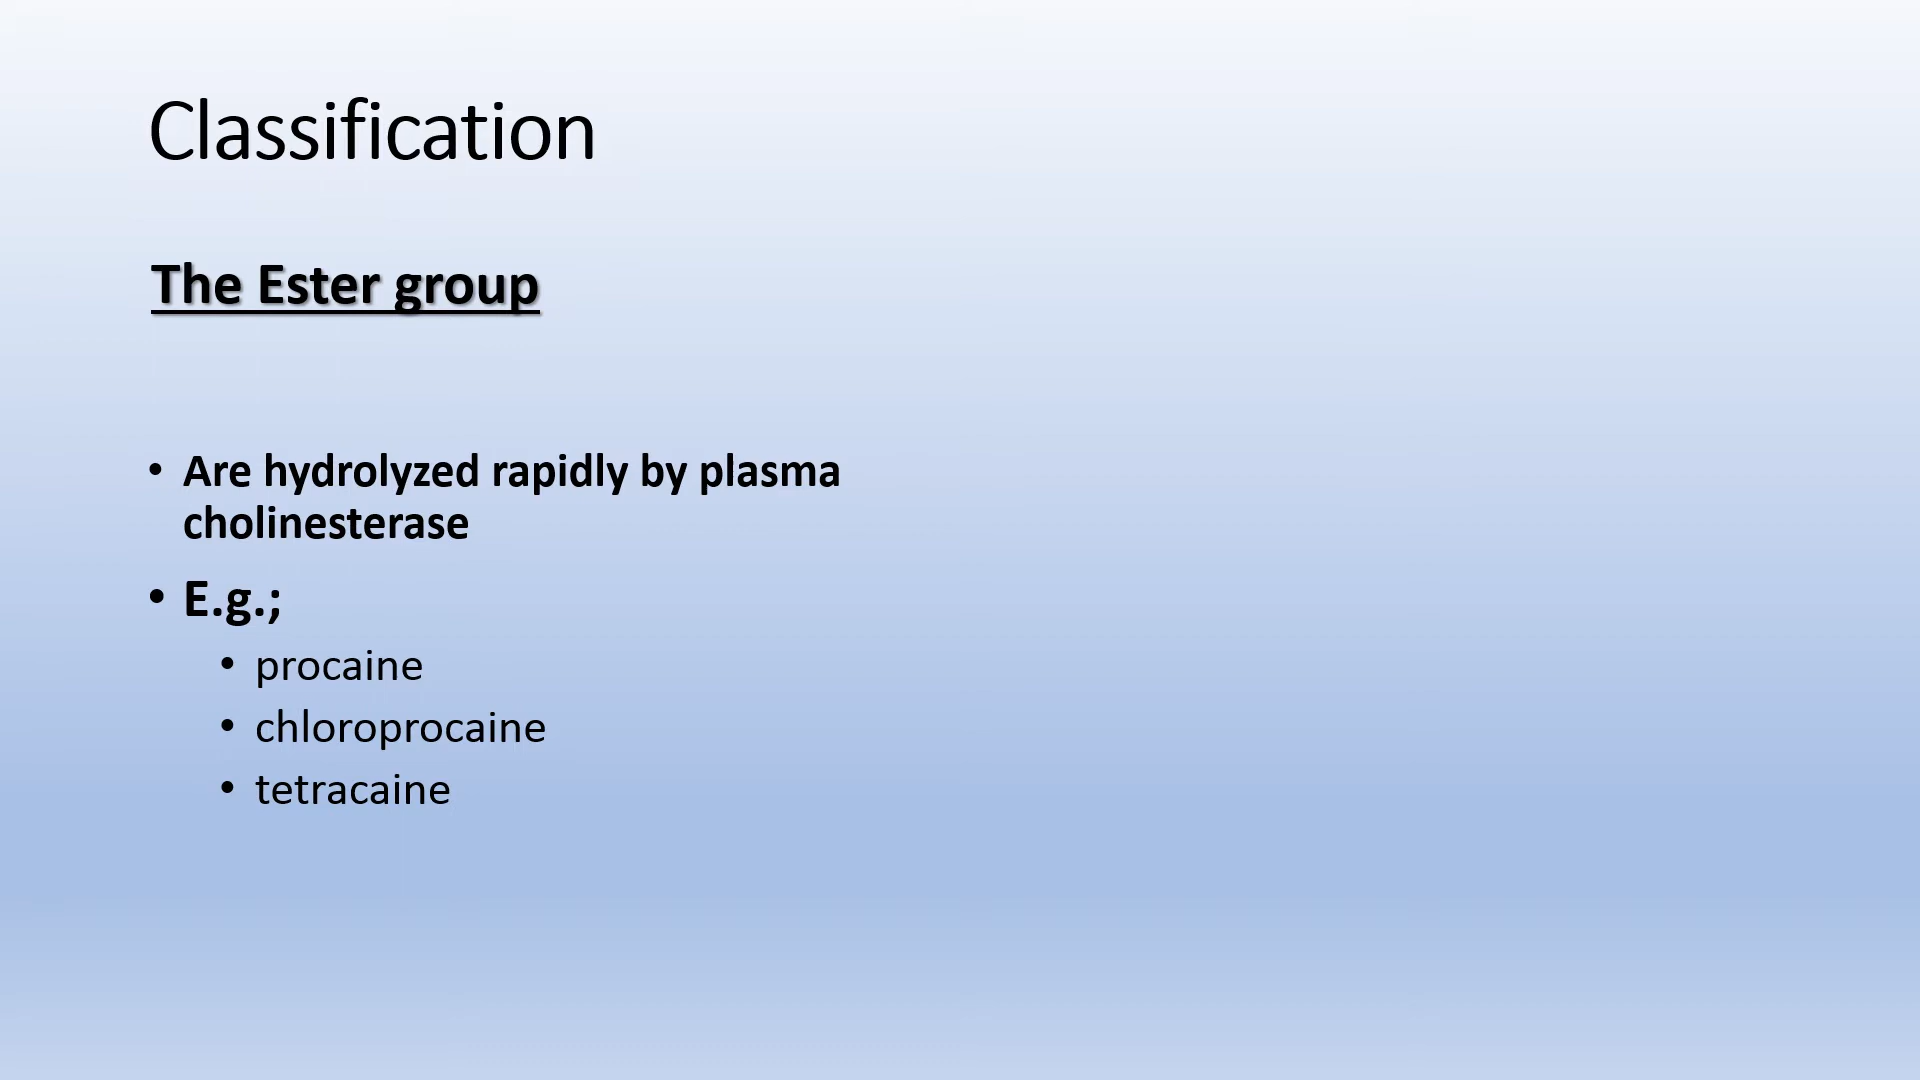 Classification
The Ester group
• Are hydrolyzed rapidly by plasma
cholinesterase
• E.g.;
• procaine
• chloroprocaine
• tetracaine